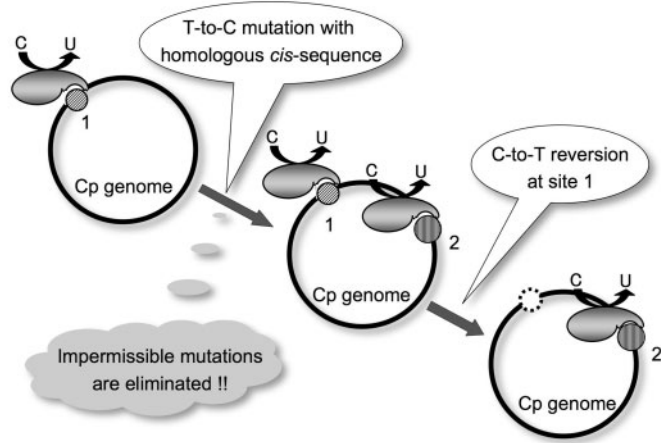 T-to-C mutation with
homologous cis-sequence
C U
1
Cp genome
C-to-T reversion
at site 1
C U
C U
1
2
Cp genome
Impermissible mutations
are eliminated !!
C U
2
Cp genome